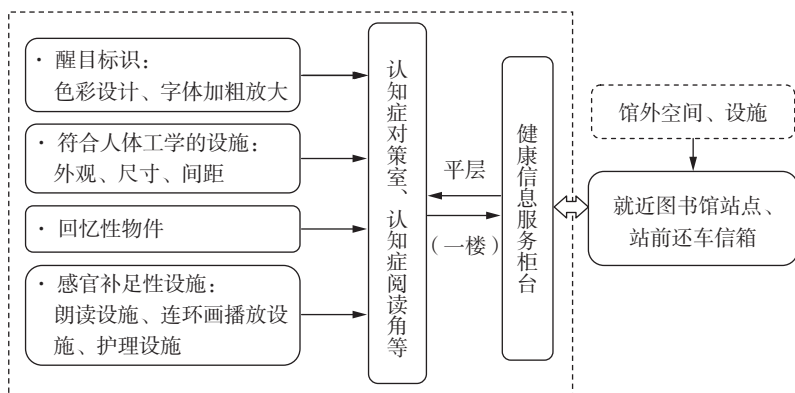 · 醒目标识：
色彩设计、字体加粗放大
· 符合人体工学的设施：
外观、尺寸、间距
· 回忆性物件
· 感官补足性设施：
朗读设施、连环画播放设
施、护理设施
认知症对策室、认知症阅读角等
平层
（一楼）
健康信息服务柜台
馆外空间、设施
就近图书馆站点、
站前还车信箱